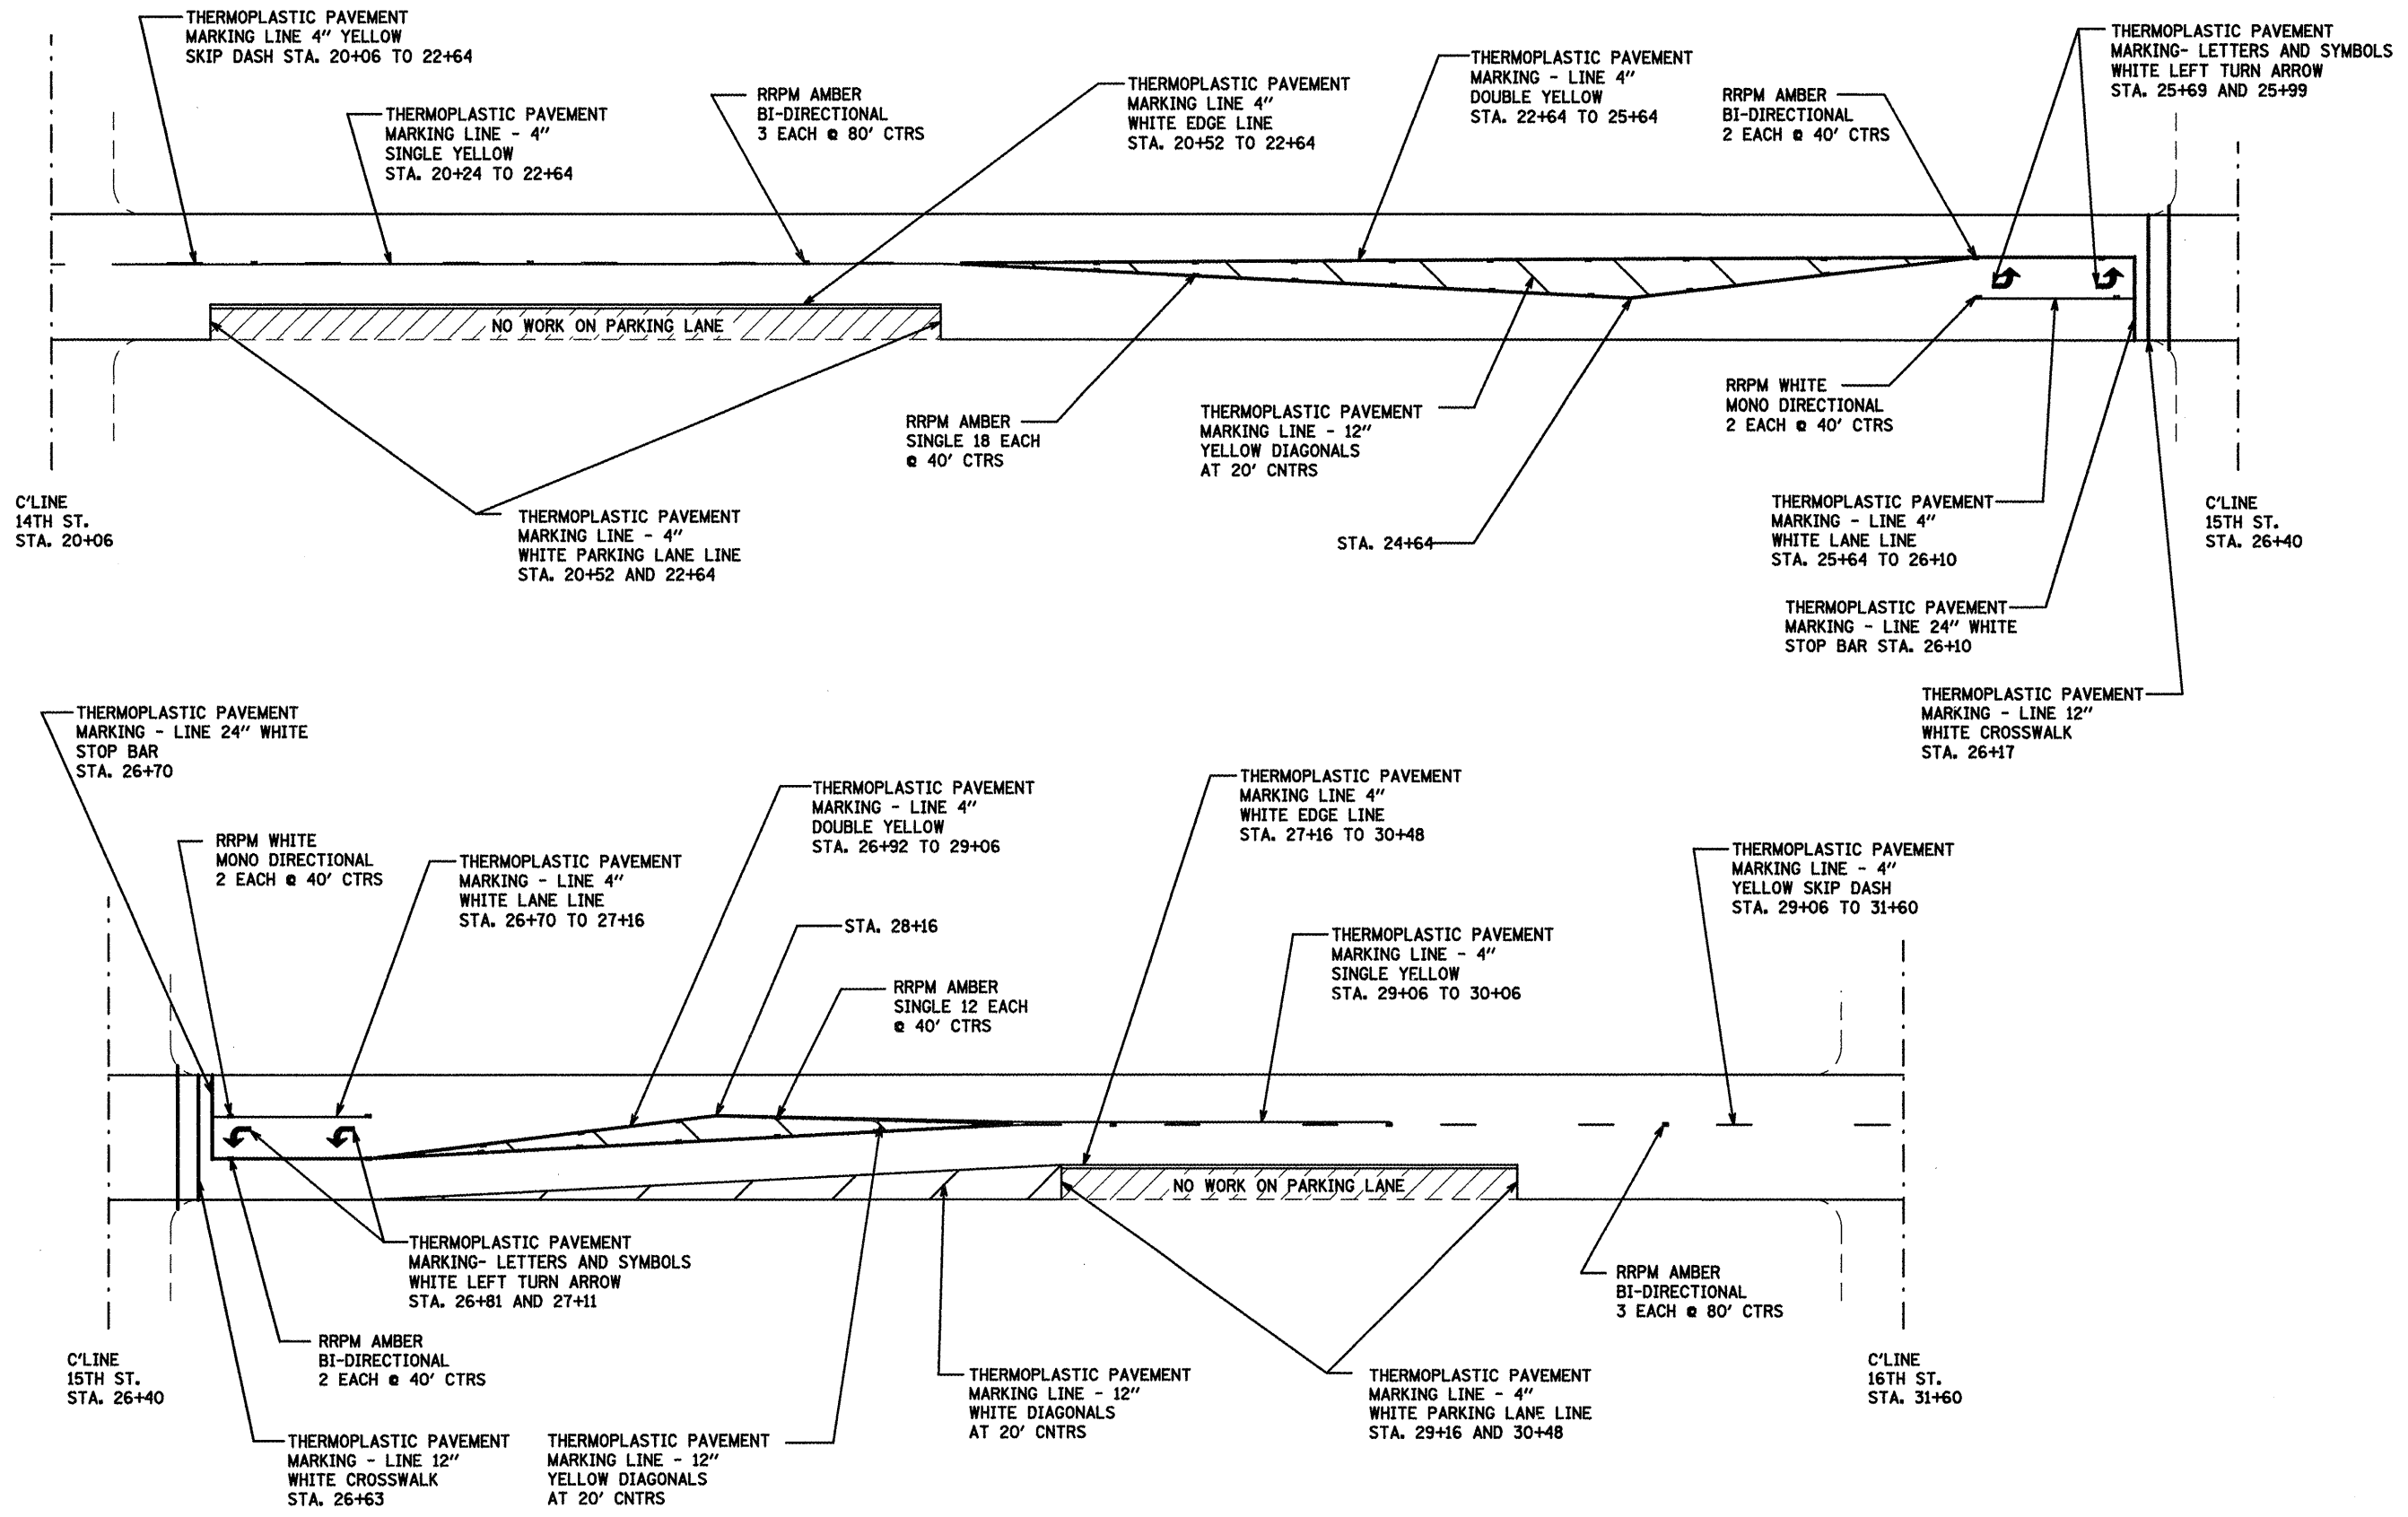 THERMOPLASTIC PAVEMENT
MARKING LINE 4" YELLOW
SKIP DASH STA. 20+06 TO 22+64
THERMOPLASTIC PAVEMENT
MARKING LINE - 4"
SINGLE YELLOW
STA. 20+24 TO 22+64
RRPM AMBER
BI-DIRECTIONAL
3 EACH @ 80' CTRS
THERMOPLASTIC PAVEMENT
MARKING LINE 4"
WHITE EDGE LINE
STA. 20+52 TO 22+64
THERMOPLASTIC PAVEMENT
MARKING - LINE 4"
DOUBLE YELLOW
STA. 22+64 TO 25+64
RRPM AMBER
BI-DIRECTIONAL
2 EACH @ 40' CTRS
THERMOPLASTIC PAVEMENT
MARKING- LETTERS AND SYMBOLS
WHITE LEFT TURN ARROW
STA. 25+69 AND 25+99
NO WORK ON PARKING LANE
C'LINE
14TH ST.
STA. 20+06
THERMOPLASTIC PAVEMENT
MARKING LINE - 4"
WHITE PARKING LANE LINE
STA. 20+52 AND 22+64
RRPM AMBER
SINGLE 18 EACH
@ 40' CTRS
THERMOPLASTIC PAVEMENT
MARKING LINE - 12"
YELLOW DIAGONALS
AT 20' CNTRS
STA. 24+64
RRPM WHITE
MONO DIRECTIONAL
2 EACH @ 40' CTRS
THERMOPLASTIC PAVEMENT
MARKING - LINE 4"
WHITE LANE LINE
STA. 25+64 TO 26+10
THERMOPLASTIC PAVEMENT
MARKING - LINE 24" WHITE
STOP BAR STA. 26+10
THERMOPLASTIC PAVEMENT
MARKING - LINE 12"
WHITE CROSSWALK
STA. 26+17
C'LINE
15TH ST.
STA. 26+40
THERMOPLASTIC PAVEMENT
MARKING - LINE 24" WHITE
STOP BAR
STA. 26+70
RRPM WHITE
MONO DIRECTIONAL
2 EACH @ 40' CTRS
THERMOPLASTIC PAVEMENT
MARKING - LINE 4"
WHITE LANE LINE
STA. 26+70 TO 27+16
THERMOPLASTIC PAVEMENT
MARKING - LINE 4"
DOUBLE YELLOW
STA. 26+92 TO 29+06
STA. 28+16
RRPM AMBER
SINGLE 12 EACH
@ 40' CTRS
THERMOPLASTIC PAVEMENT
MARKING LINE 4"
WHITE EDGE LINE
STA. 27+16 TO 30+48
THERMOPLASTIC PAVEMENT
MARKING LINE - 4"
SINGLE YELLOW
STA. 29+06 TO 30+06
THERMOPLASTIC PAVEMENT
MARKING LINE - 4"
YELLOW SKIP DASH
STA. 29+06 TO 31+60
NO WORK ON PARKING LANE
C'LINE
15TH ST.
STA. 26+40
THERMOPLASTIC PAVEMENT
MARKING- LETTERS AND SYMBOLS
WHITE LEFT TURN ARROW
STA. 26+81 AND 27+11
RRPM AMBER
BI-DIRECTIONAL
2 EACH @ 40' CTRS
THERMOPLASTIC PAVEMENT
MARKING - LINE 12"
WHITE CROSSWALK
STA. 26+63
THERMOPLASTIC PAVEMENT
MARKING LINE - 12"
YELLOW DIAGONALS
AT 20' CNTRS
THERMOPLASTIC PAVEMENT
MARKING LINE - 12"
WHITE DIAGONALS
AT 20' CNTRS
THERMOPLASTIC PAVEMENT
MARKING LINE - 4"
WHITE PARKING LANE LINE
STA. 29+16 AND 30+48
RRPM AMBER
BI-DIRECTIONAL
3 EACH @ 80' CTRS
C'LINE
16TH ST.
STA. 31+60